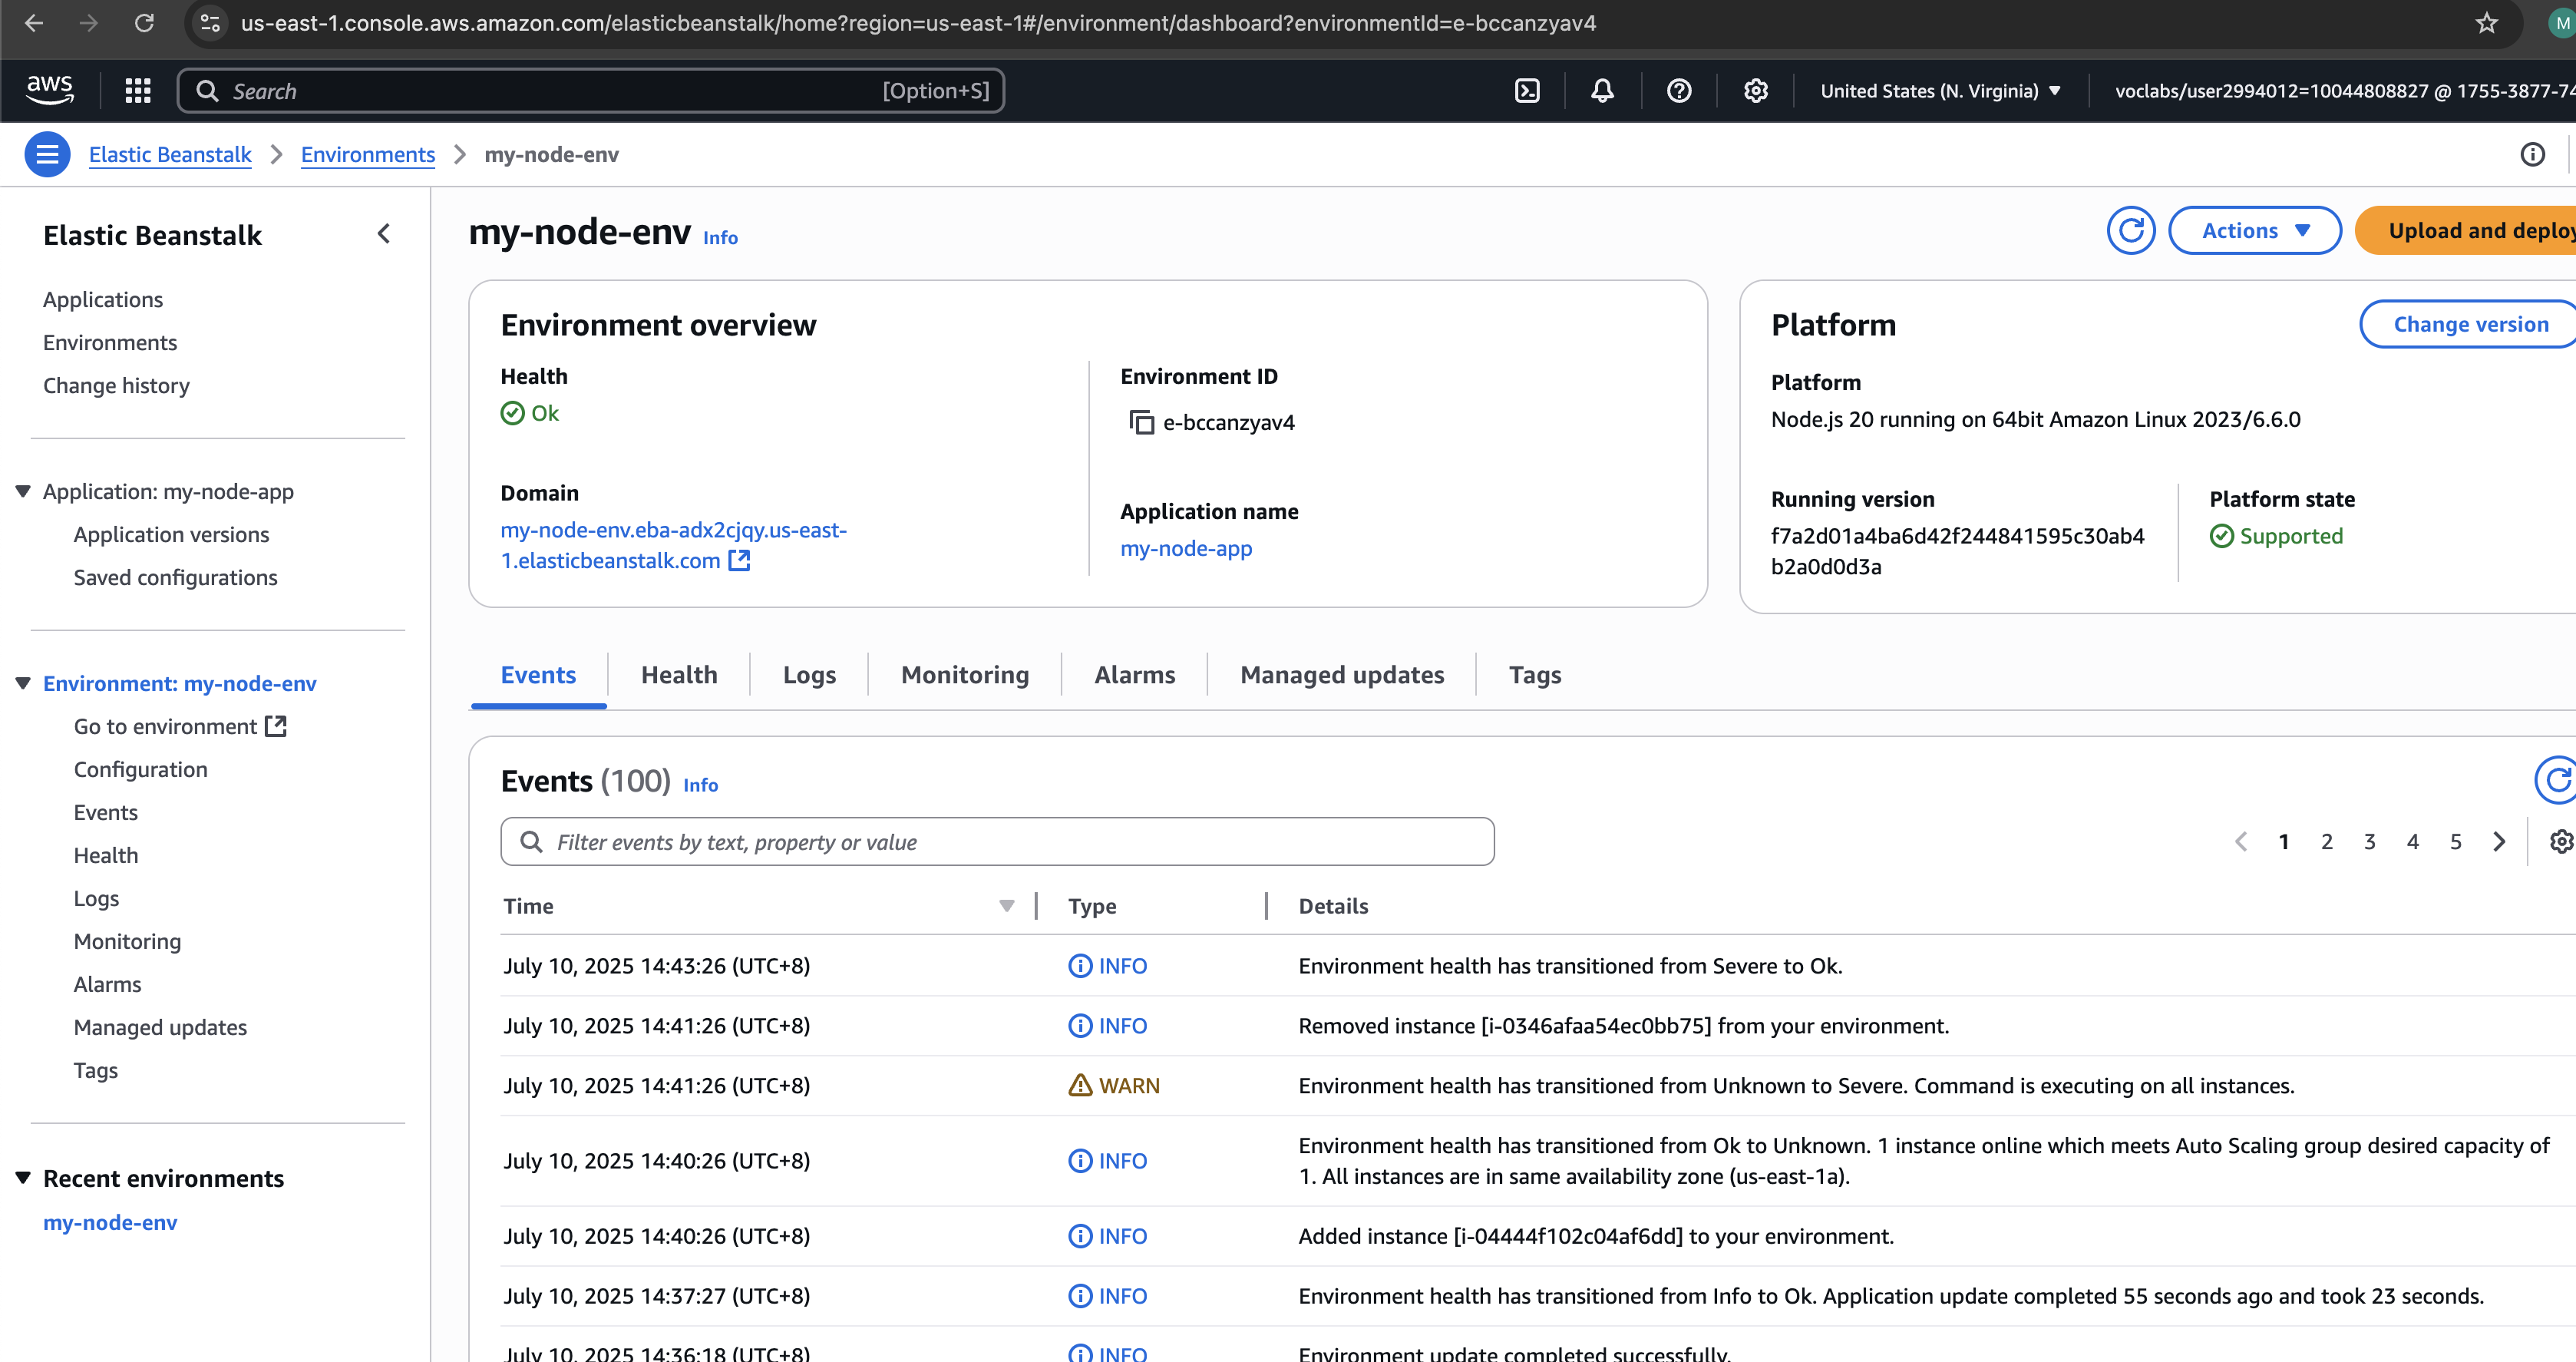 us-east-1.console.aws.amazon.com/elasticbeanstalk/home?region=us-east-1#/environment/dashboard?environmentId=e-bccanzyav4
M
aws
Search
[Option+S]
United States (N. Virginia)
voclabs/user2994012=10044808827 @ 1755-3877-74
Elastic Beanstalk
Environments
my-node-env
Elastic Beanstalk
Applications
Environments
Change history
Application: my-node-app
Application versions
Saved configurations
Environment: my-node-env
Go to environment
Configuration
Events
Health
Logs
Monitoring
Alarms
Managed updates
Tags
Recent environments
my-node-env
my-node-env Info
Actions
Upload and deploy
Environment overview
Health
Ok
Domain
my-node-env.eba-adx2cjqy.us-east-
1.elasticbeanstalk.com
Environment ID
e-bccanzyav4
Application name
my-node-app
Platform
Change version
Platform
Node.js 20 running on 64bit Amazon Linux 2023/6.6.0
Running version
f7a2d01a4ba6d42f244841595c30ab4
b2a0d0d3a
Platform state
Supported
Events
Health
Logs
Monitoring
Alarms
Managed updates
Tags
Events (100) Info
Filter events by text, property or value
1 2 3 4 5
Time Type Details
July 10, 2025 14:43:26 (UTC+8) INFO Environment health has transitioned from Severe to Ok.
July 10, 2025 14:41:26 (UTC+8) INFO Removed instance [i-0346afaa54ec0bb75] from your environment.
July 10, 2025 14:41:26 (UTC+8) WARN Environment health has transitioned from Unknown to Severe. Command is executing on all instances.
July 10, 2025 14:40:26 (UTC+8) INFO Environment health has transitioned from Ok to Unknown. 1 instance online which meets Auto Scaling group desired capacity of
1. All instances are in same availability zone (us-east-1a).
July 10, 2025 14:40:26 (UTC+8) INFO Added instance [i-04444f102c04af6dd] to your environment.
July 10, 2025 14:37:27 (UTC+8) INFO Environment health has transitioned from Info to Ok. Application update completed 55 seconds ago and took 23 seconds.
July 10, 2025 14:36:18 (UTC+8) INFO Environment update completed successfully.